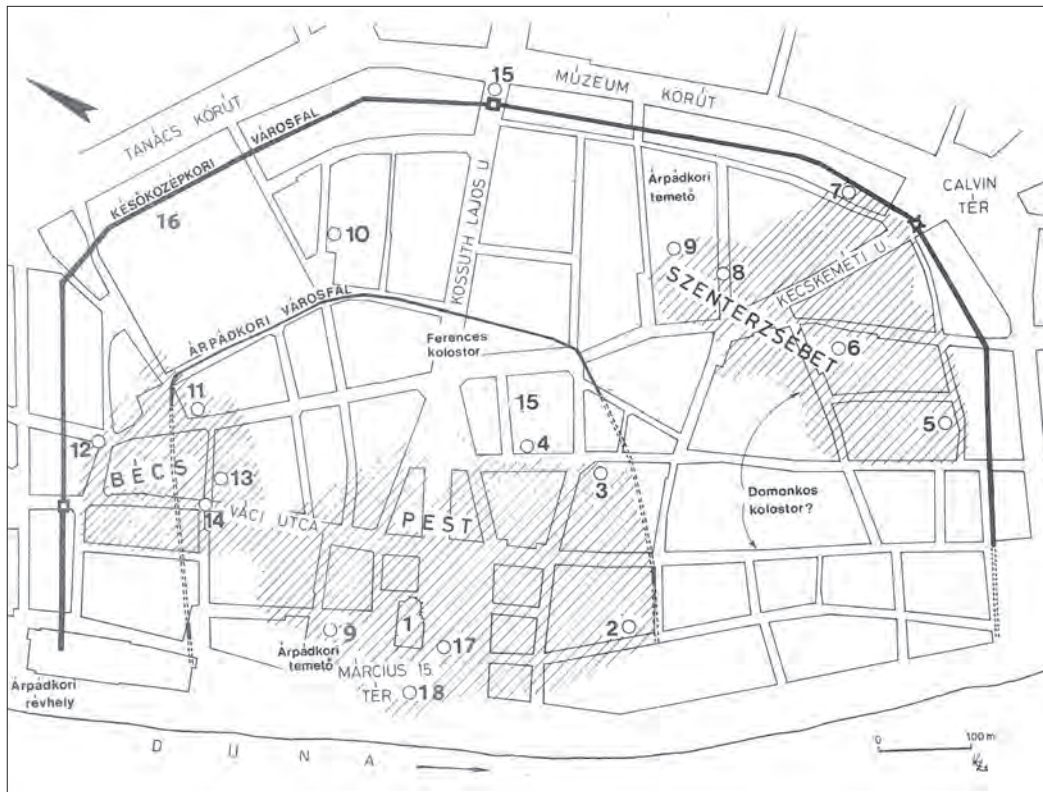 15
MÚZEUM KÖRÚT
TANÁCS KÖRÚT
KÉSŐKÖZÉPKORI VÁROSFAL
16
10
KOSSUTH LAJOS U.
Árpádkori
temető
9
8
7
CALVIN
TÉR
KECSKEMÉTI U.
SZENTERZSÉBET
6
5
ÁRPÁDKORI VÁROSFAL
Ferences
kolostor
11
12
BÉCS
13
14
VÁCI UTCA
15
4
3
PEST
Domonkos
kolostor?
9
Árpádkori
temető
1
17
2
MÁRCIUS 15.
TÉR
18
Árpádkori
révhely
DUNA
0 100 m